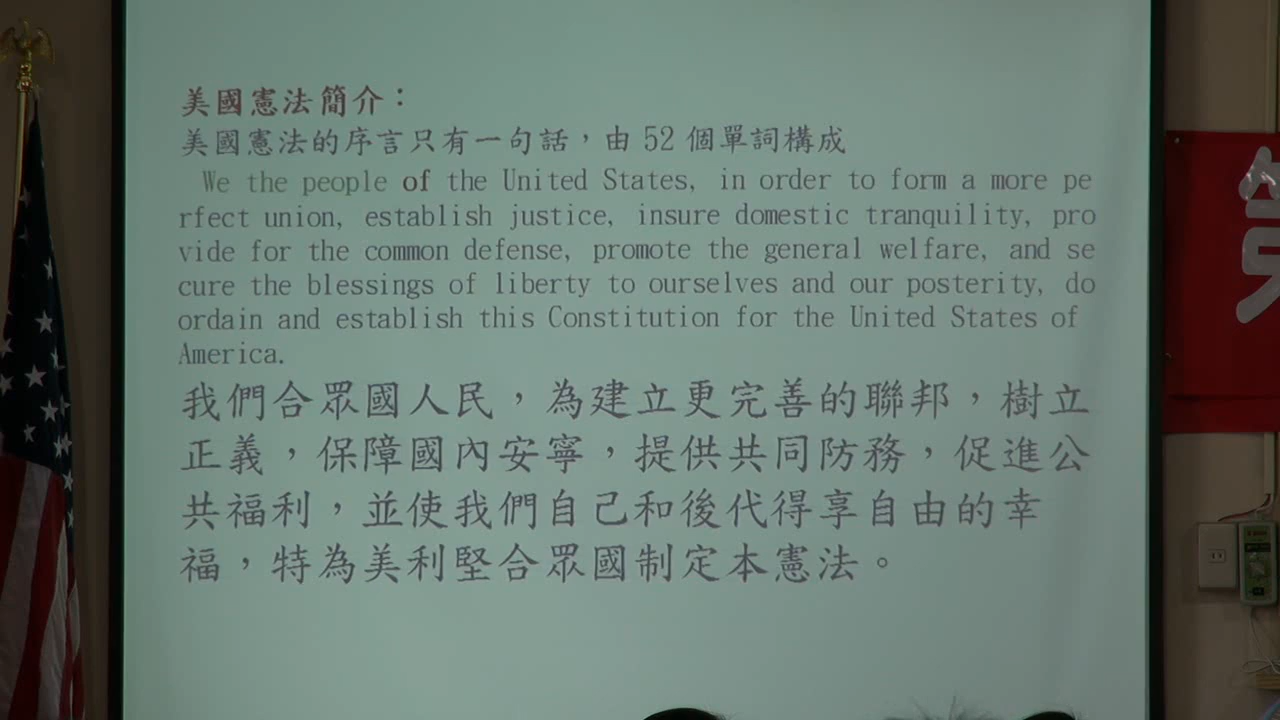 美國憲法簡介：
美國憲法的序言只有一句話，由 52 個單詞構成
We the people of the United States, in order to form a more pe
rfect union, establish justice, insure domestic tranquility, pro
vide for the common defense, promote the general welfare, and se
cure the blessings of liberty to ourselves and our posterity, do
ordain and establish this Constitution for the United States of
America.
我們合眾國人民，為建立更完善的聯邦，樹立
正義，保障國內安寧，提供共同防務，促進公
共福利，並使我們自己和後代得享自由的幸
福，特為美利堅合眾國制定本憲法。